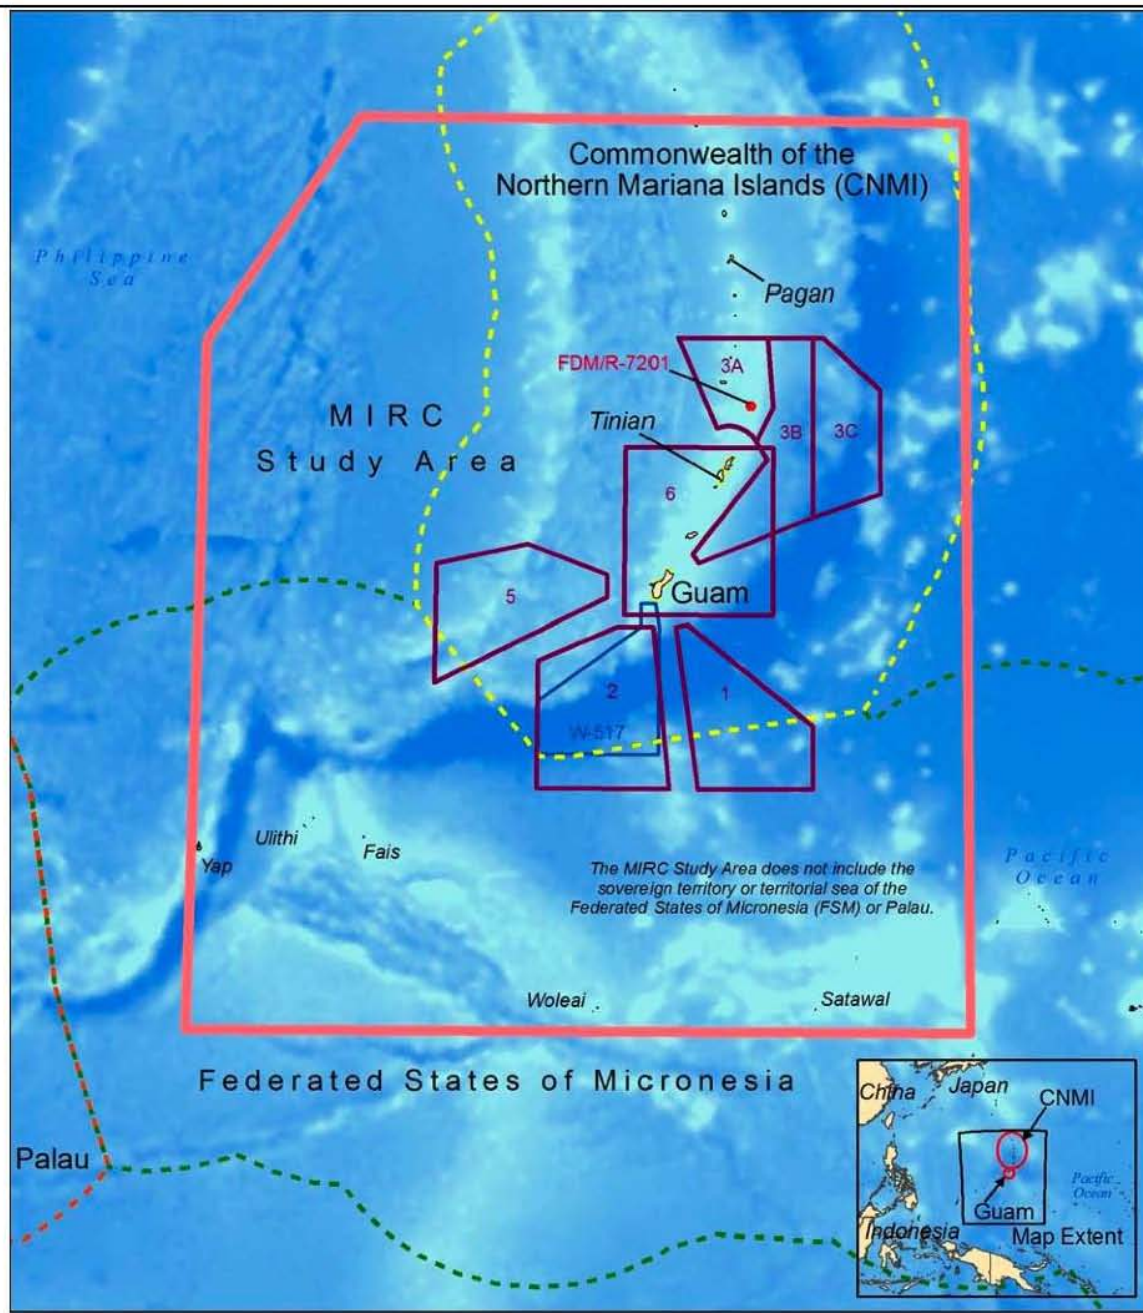 Commonwealth of the
Northern Mariana Islands (CNMI)
Philippine
Sea
Pagan
FDM/R-7201
3A
MIRC
Study Area
Tinian
3B
3C
6
5
Guam
2
1
W-517
Ulithi
Fais
Yap
The MIRC Study Area does not include the
sovereign territory or territorial sea of the
Federated States of Micronesia (FSM) or Palau.
Pacific
Ocean
Woleai
Satawal
Federated States of Micronesia
Palau
China
Japan
CNMI
Pacific
Ocean
Guam
Indonesia
Map Extent